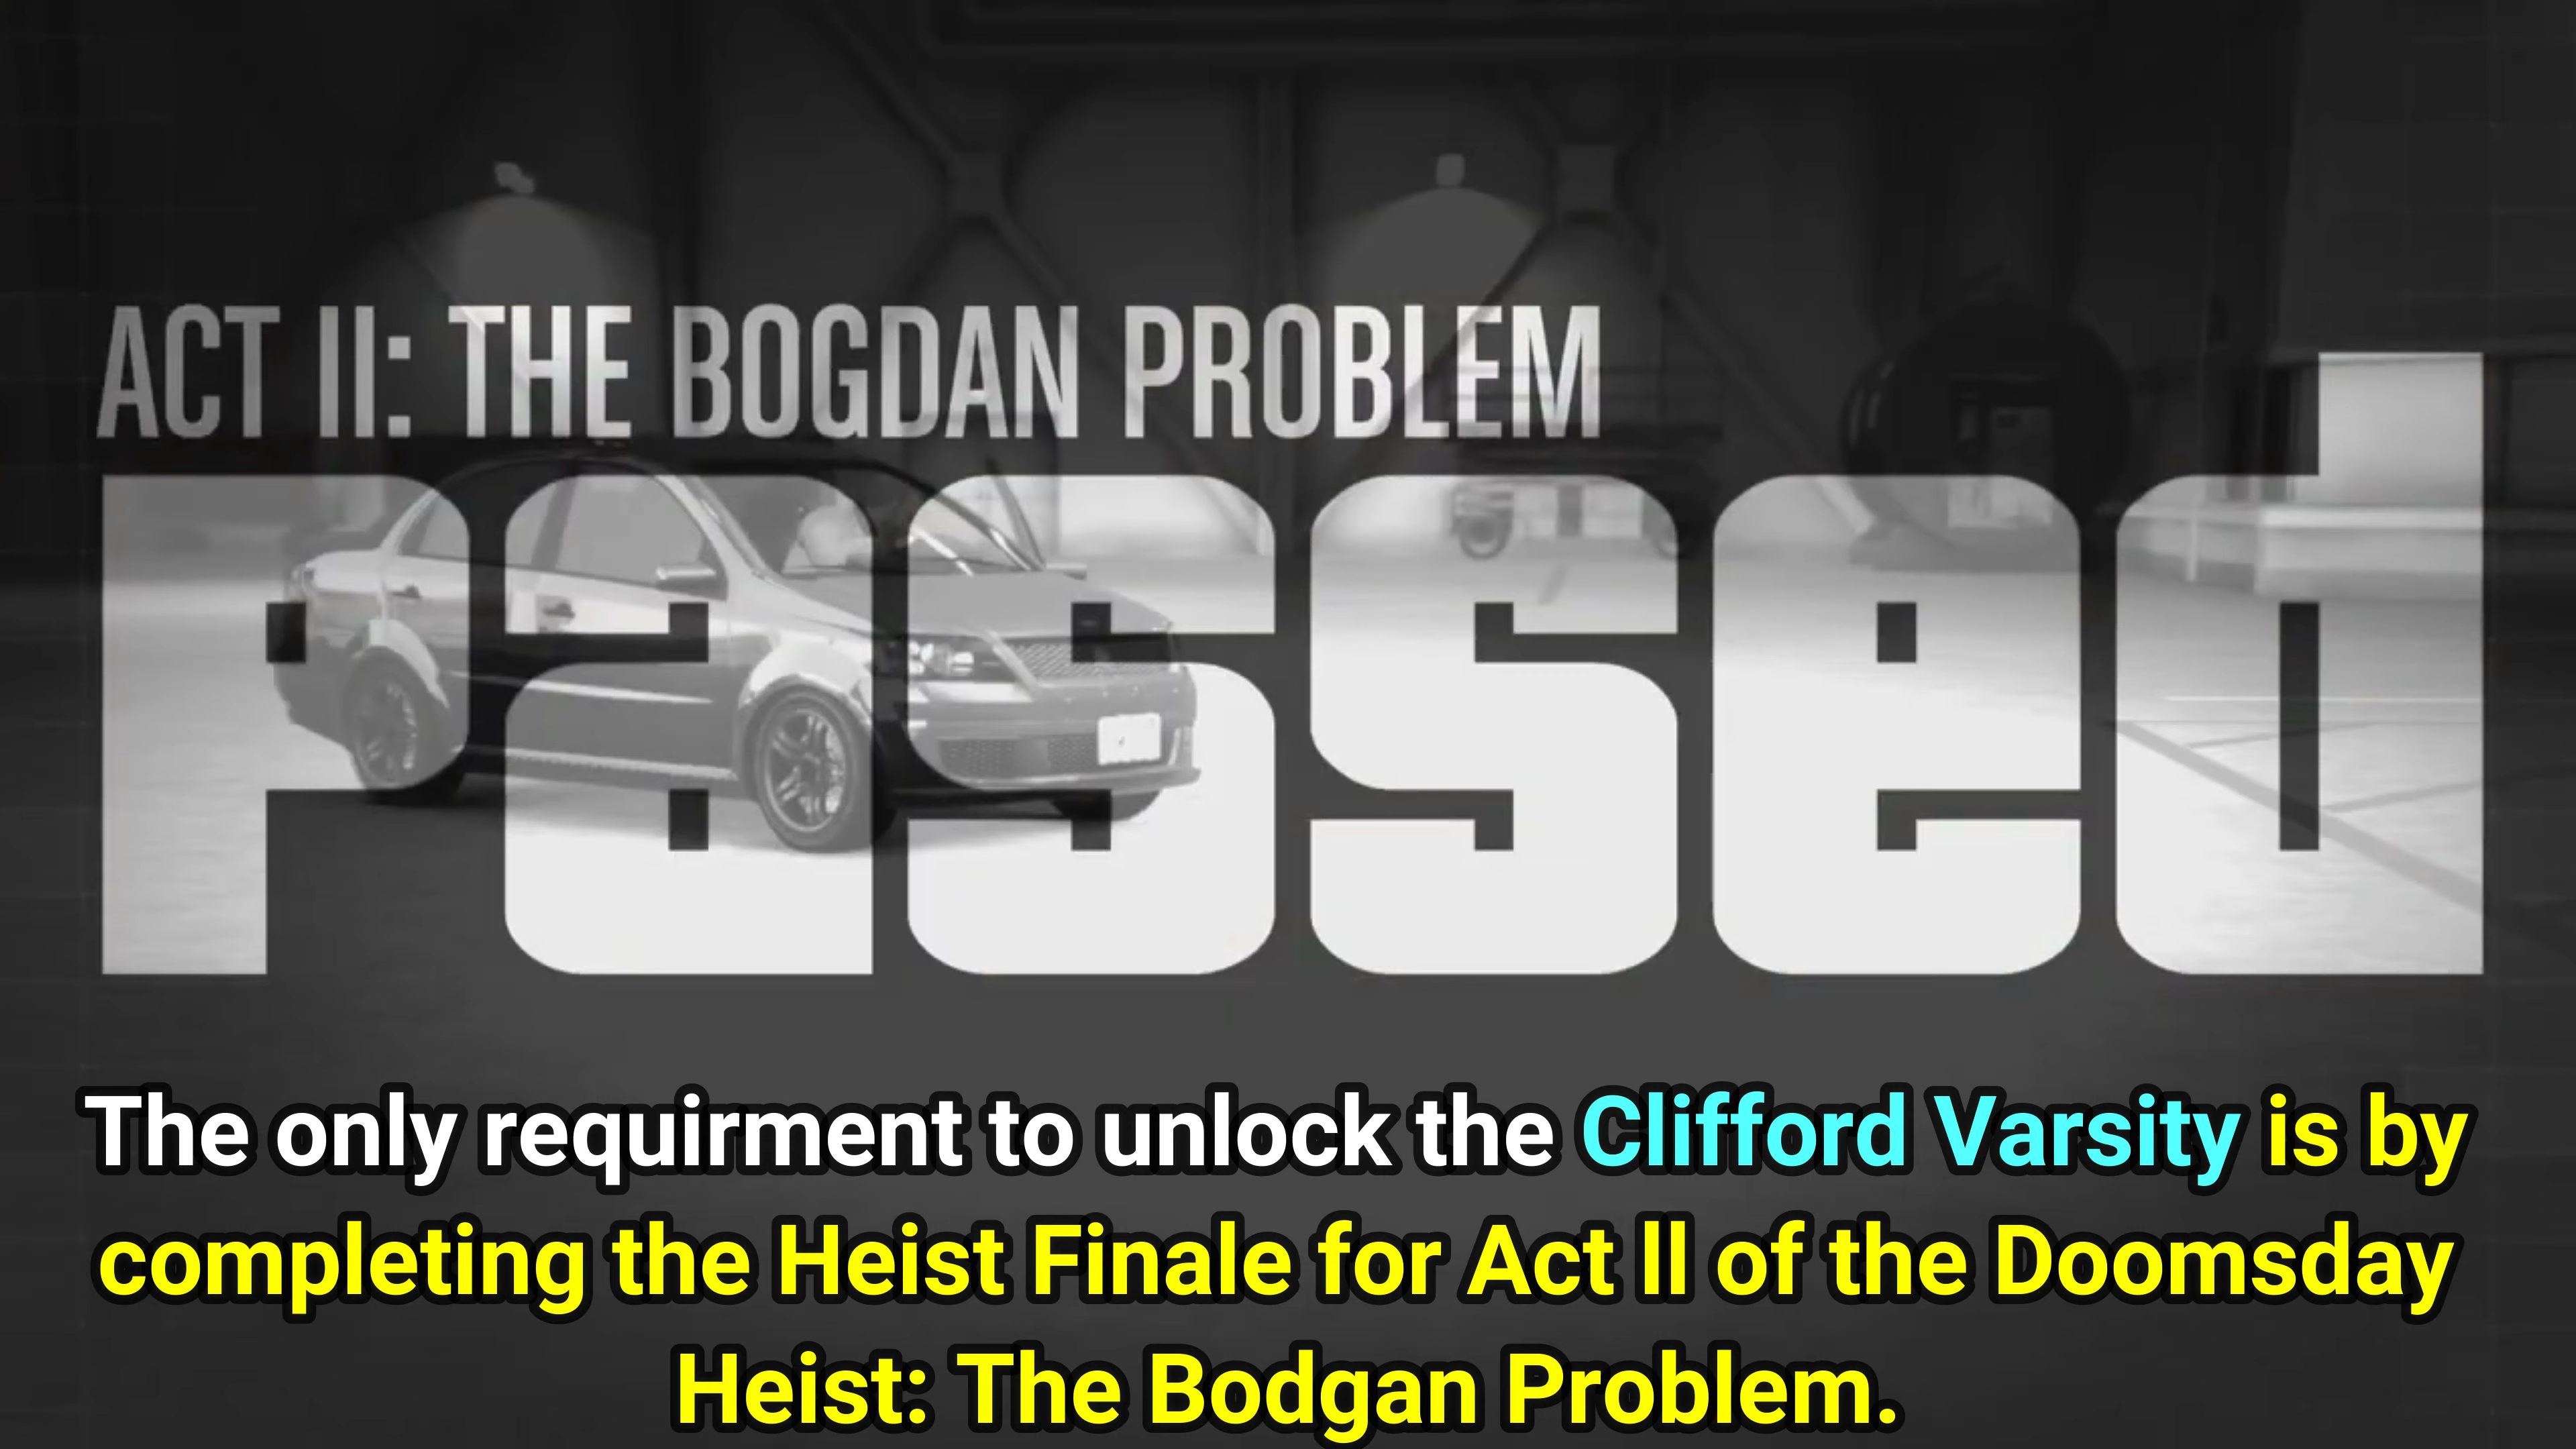 ACT II: THE BOGDAN PROBLEM
Passed
The only requirment to unlock the Clifford Varsity is by
completing the Heist Finale for Act ll of the Doomsday
Heist: The Bodgan Problem.